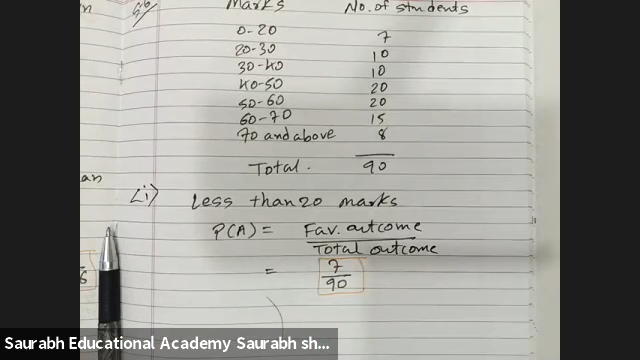 Marks No. of students
0-20 7
20-30 10
30-40 10
40-50 20
50-60 20
60-70 15
70 and above 8
Total. 90
(i) Less than 20 marks
P(A) = Fav. outcome
Total outcome
= 7
90
Saurabh Educational Academy Saurabh sh...